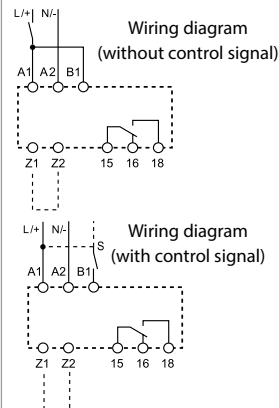 L/+ N/-
Wiring diagram
(without control signal)
A1 A2 B1
Z1 Z2 15 16 18
L/+ N/-
Wiring diagram
(with control signal)
S
A1 A2 B1
Z1 Z2 15 16 18